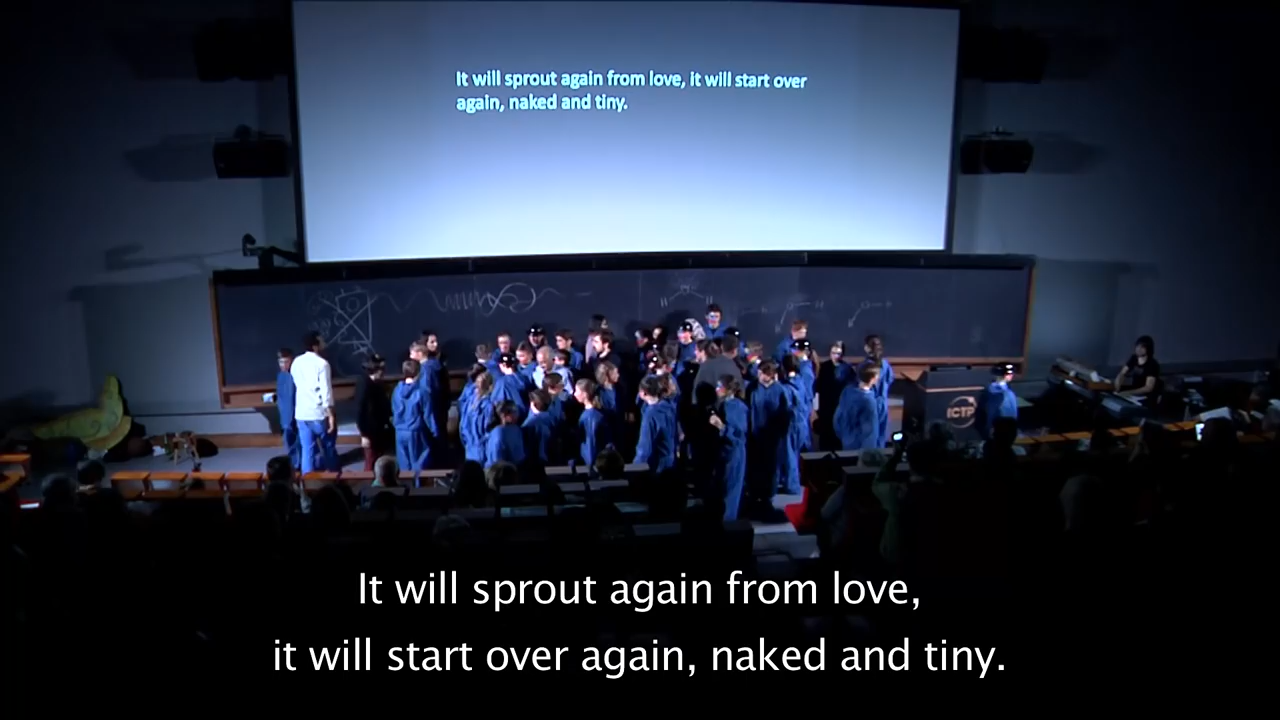 It will sprout again from love, it will start over
again, naked and tiny.
ICTP
It will sprout again from love,
it will start over again, naked and tiny.